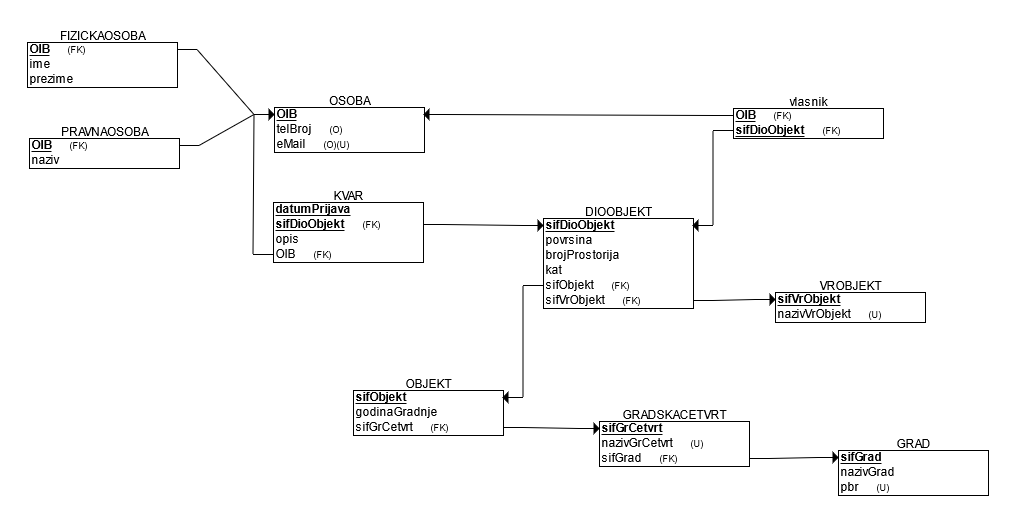 FIZICKAOSOBA
OIB (FK)
ime
prezime
PRAVNAOSOBA
OIB (FK)
naziv
OSOBA
OIB
telBroj (O)
eMail (O)(U)
vlasnik
OIB (FK)
sifDioObjekt (FK)
KVAR
datumPrijava
sifDioObjekt (FK)
opis
OIB (FK)
DIOOBJEKT
sifDioObjekt
povrsina
brojProstorija
kat
sifObjekt (FK)
sifVrObjekt (FK)
VROBJEKT
sifVrObjekt
nazivVrObjekt (U)
OBJEKT
sifObjekt
godinaGradnje
sifGrCetvrt (FK)
GRADSKACETVRT
sifGrCetvrt
nazivGrCetvrt (U)
sifGrad (FK)
GRAD
sifGrad
nazivGrad
pbr (U)